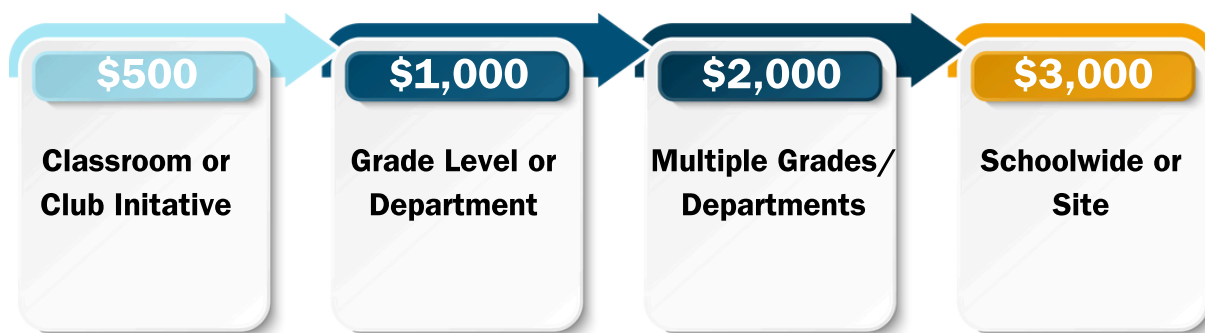 $500
Classroom or
Club Initative
$1,000
Grade Level or
Department
$2,000
Multiple Grades/
Departments
$3,000
Schoolwide or
Site